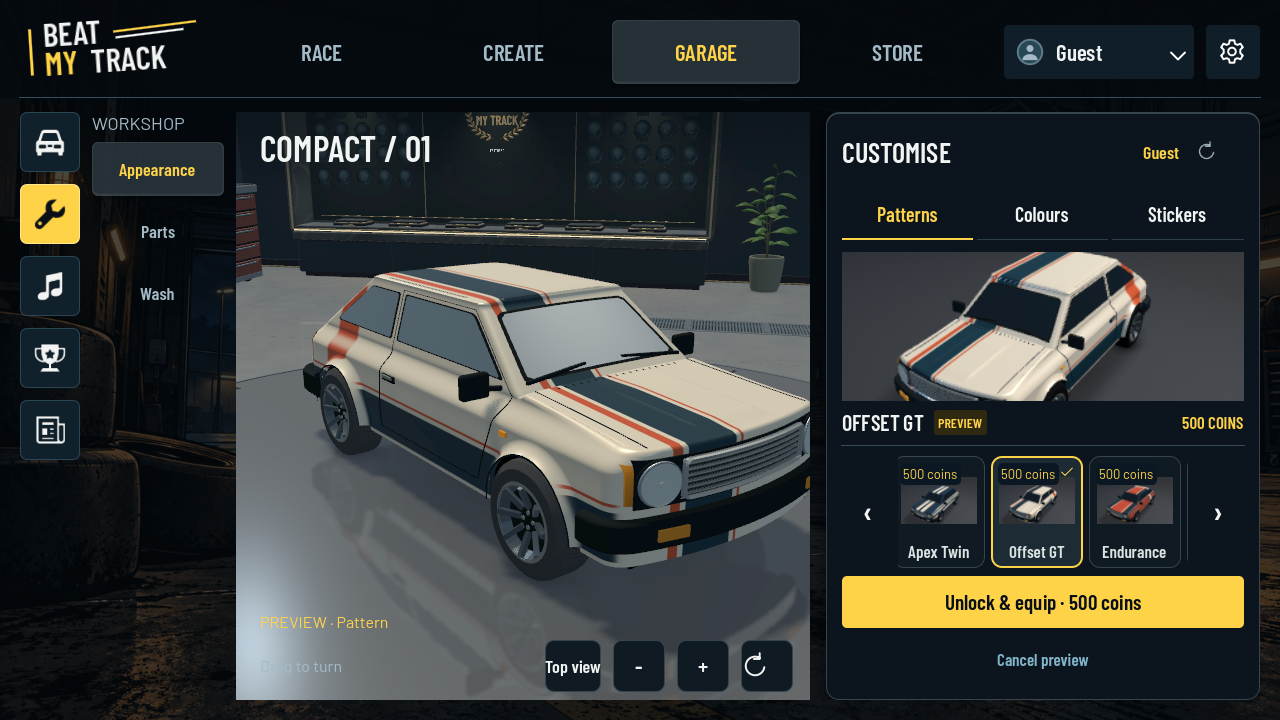 BEAT
MY TRACK
RACE
CREATE
GARAGE
STORE
Guest
WORKSHOP
Appearance
Parts
Wash
MY TRACK
COMPACT / 01
PREVIEW · Pattern
Drag to turn
Top view
-
+
CUSTOMISE
Guest
Patterns
Colours
Stickers
OFFSET GT
PREVIEW
500 COINS
500 coins
Apex Twin
500 coins
Offset GT
500 coins
Endurance
Unlock & equip · 500 coins
Cancel preview